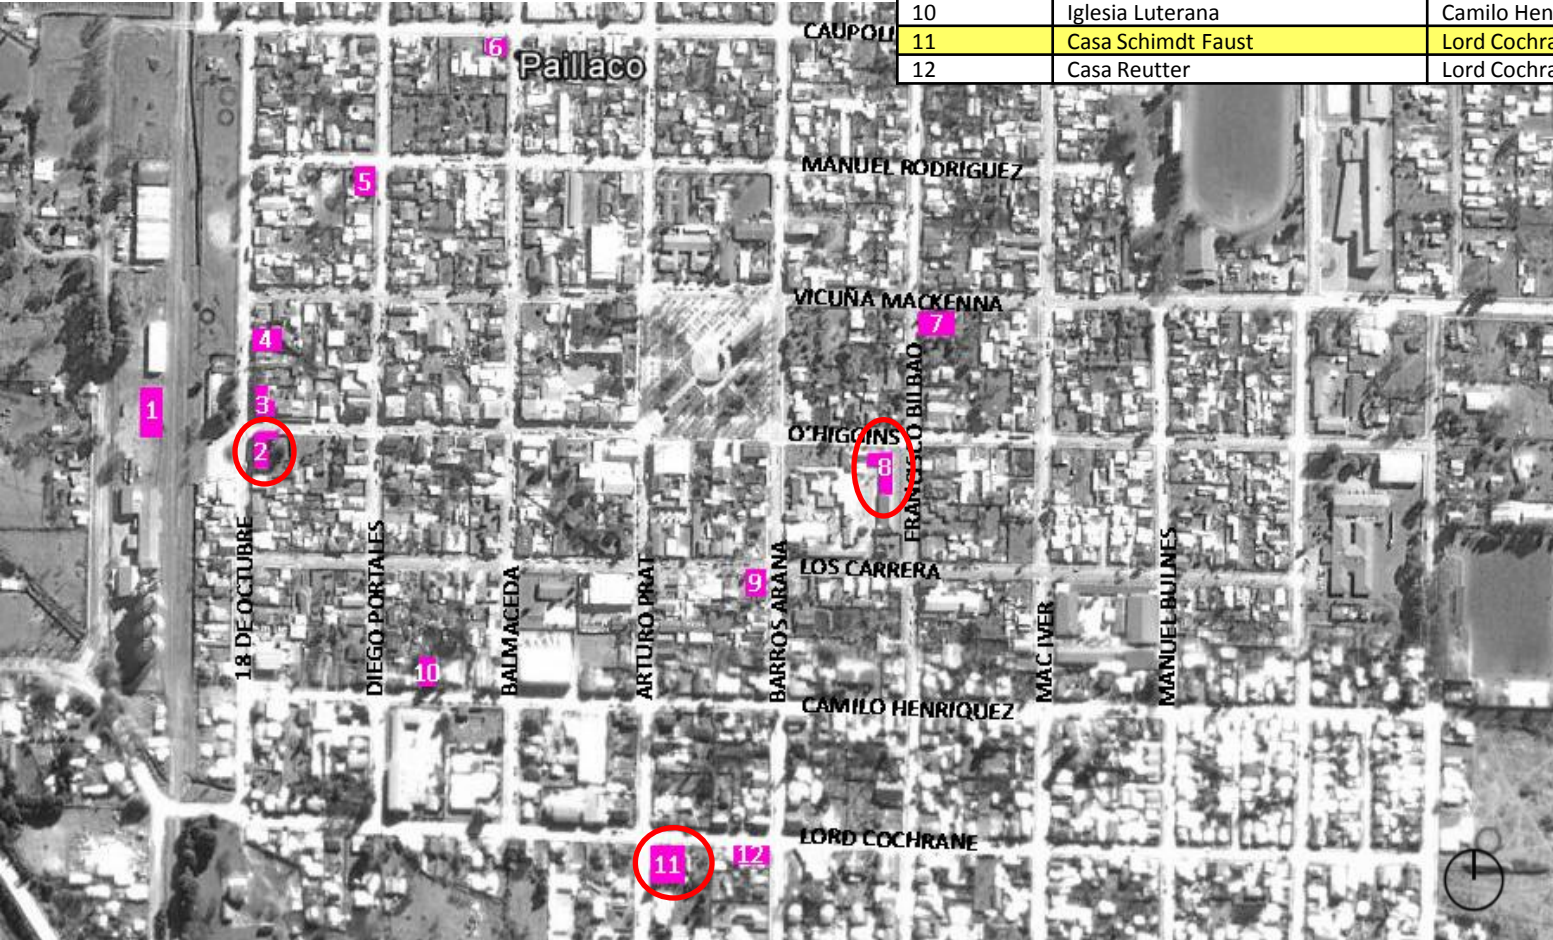 10 Iglesia Luterana Camilo Hen
11 Casa Schimdt Faust Lord Cochra
12 Casa Reutter Lord Cochra
CAUPOLI
6
Paillaco
MANUEL RODRIGUEZ
5
VICUÑA MACKENNA
7
4
3
1
O'HIGGINS
2
8
FRANCISCO BILBAO
18 DE OCTUBRE
DIEGO PORTALES
BALMACEDA
ARTURO PRAT
BARROS ARANA
LOS CARRERA
MAC IVER
MANUEL BULNES
9
10
CAMILO HENRIQUEZ
LORD COCHRANE
11
12